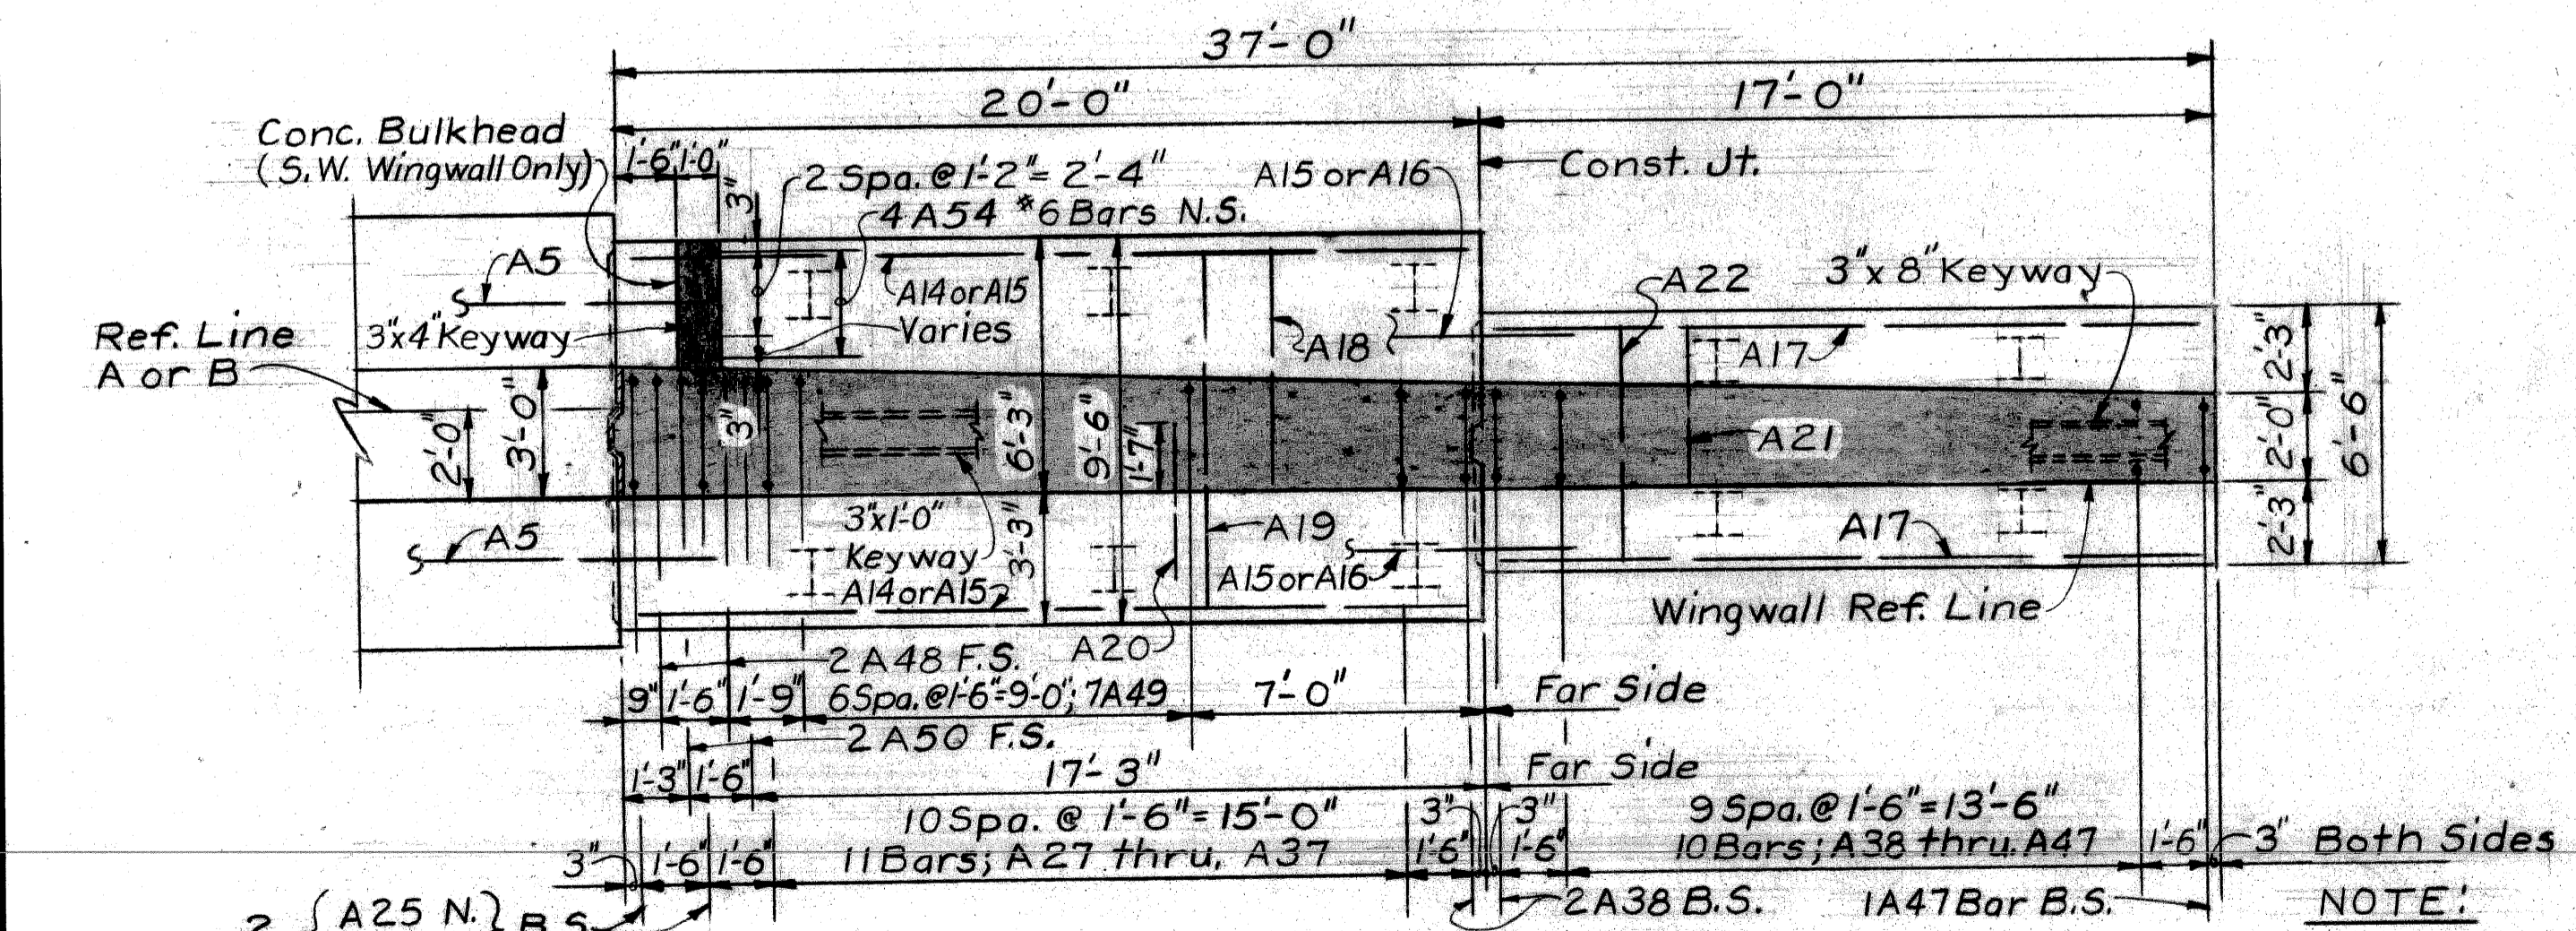 37'-0"
20'-0"
17'-0"
Conc. Bulkhead
(S.W. Wingwall Only)
1'-6"
1'-0"
3"
2 Spa. @ 1'-2" = 2'-4"
4 A54 #6 Bars N.S.
A15 or A16
Const. Jt.
A5
3"x4" Keyway
A14 or A15
Varies
A18
A22
3" x 8" Keyway
A17
Ref. Line
A or B
2'-0"
3'-0"
3"
6'-3"
9'-6"
1'-7"
A21
2'-3"
2'-0"
2'-3"
6'-6"
A5
3"x1'-0"
Keyway
A14 or A15
3'-3"
A19
A15 or A16
A17
Wingwall Ref. Line
2 A48 F.S.
A20
9"
1'-6"
1'-9"
6 Spa. @ 1'-6" = 9'-0"; 7 A49
7'-0"
Far Side
2 A50 F.S.
1'-3"
1'-6"
17'-3"
Far Side
10 Spa. @ 1'-6" = 15'-0"
3"
3"
9 Spa. @ 1'-6" = 13'-6"
3"
1'-6"
1'-6"
11 Bars; A27 thru. A37
1'-6"
1'-6"
10 Bars; A38 thru. A47
1'-6"
3" Both Sides
2 { A25 N. } B.S.
2 A38 B.S.
1 A47 Bar B.S.
NOTE: